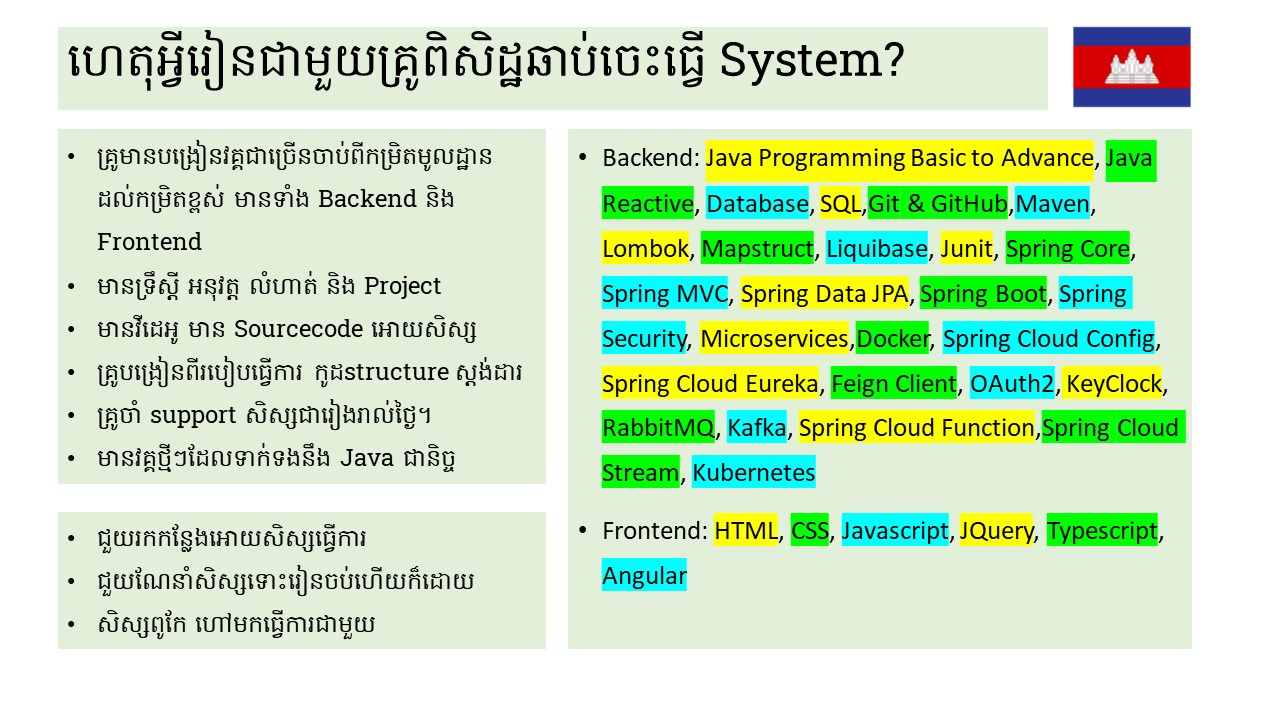 ហេតុអ្វីរៀនជាមួយគ្រូពិសិដ្ឋឆាប់ចេះធ្វើ System?
• គ្រូមានបង្រៀនវគ្គជាច្រើនចាប់ពីកម្រិតមូលដ្ឋាន
ដល់កម្រិតខ្ពស់ មានទាំង Backend និង
Frontend
• មានទ្រឹស្តី អនុវត្ត លំហាត់ និង Project
• មានវីដេអូ មាន Sourcecode អោយសិស្ស
• គ្រូបង្រៀនពីរបៀបធ្វើការ កូដstructure ស្តង់ដារ
• គ្រូចាំ support សិស្សជារៀងរាល់ថ្ងៃ។
• មានវគ្គថ្មីៗដែលទាក់ទងនឹង Java ជានិច្ច
• ជួយរកកន្លែងអោយសិស្សធ្វើការ
• ជួយណែនាំសិស្សទោះរៀនចប់ហើយក៏ដោយ
• សិស្សពូកែ ហៅមកធ្វើការជាមួយ
• Backend: Java Programming Basic to Advance, Java
Reactive, Database, SQL,Git & GitHub,Maven,
Lombok, Mapstruct, Liquibase, Junit, Spring Core,
Spring MVC, Spring Data JPA, Spring Boot, Spring
Security, Microservices,Docker, Spring Cloud Config,
Spring Cloud Eureka, Feign Client, OAuth2, KeyClock,
RabbitMQ, Kafka, Spring Cloud Function,Spring Cloud
Stream, Kubernetes
• Frontend: HTML, CSS, Javascript, JQuery, Typescript,
Angular